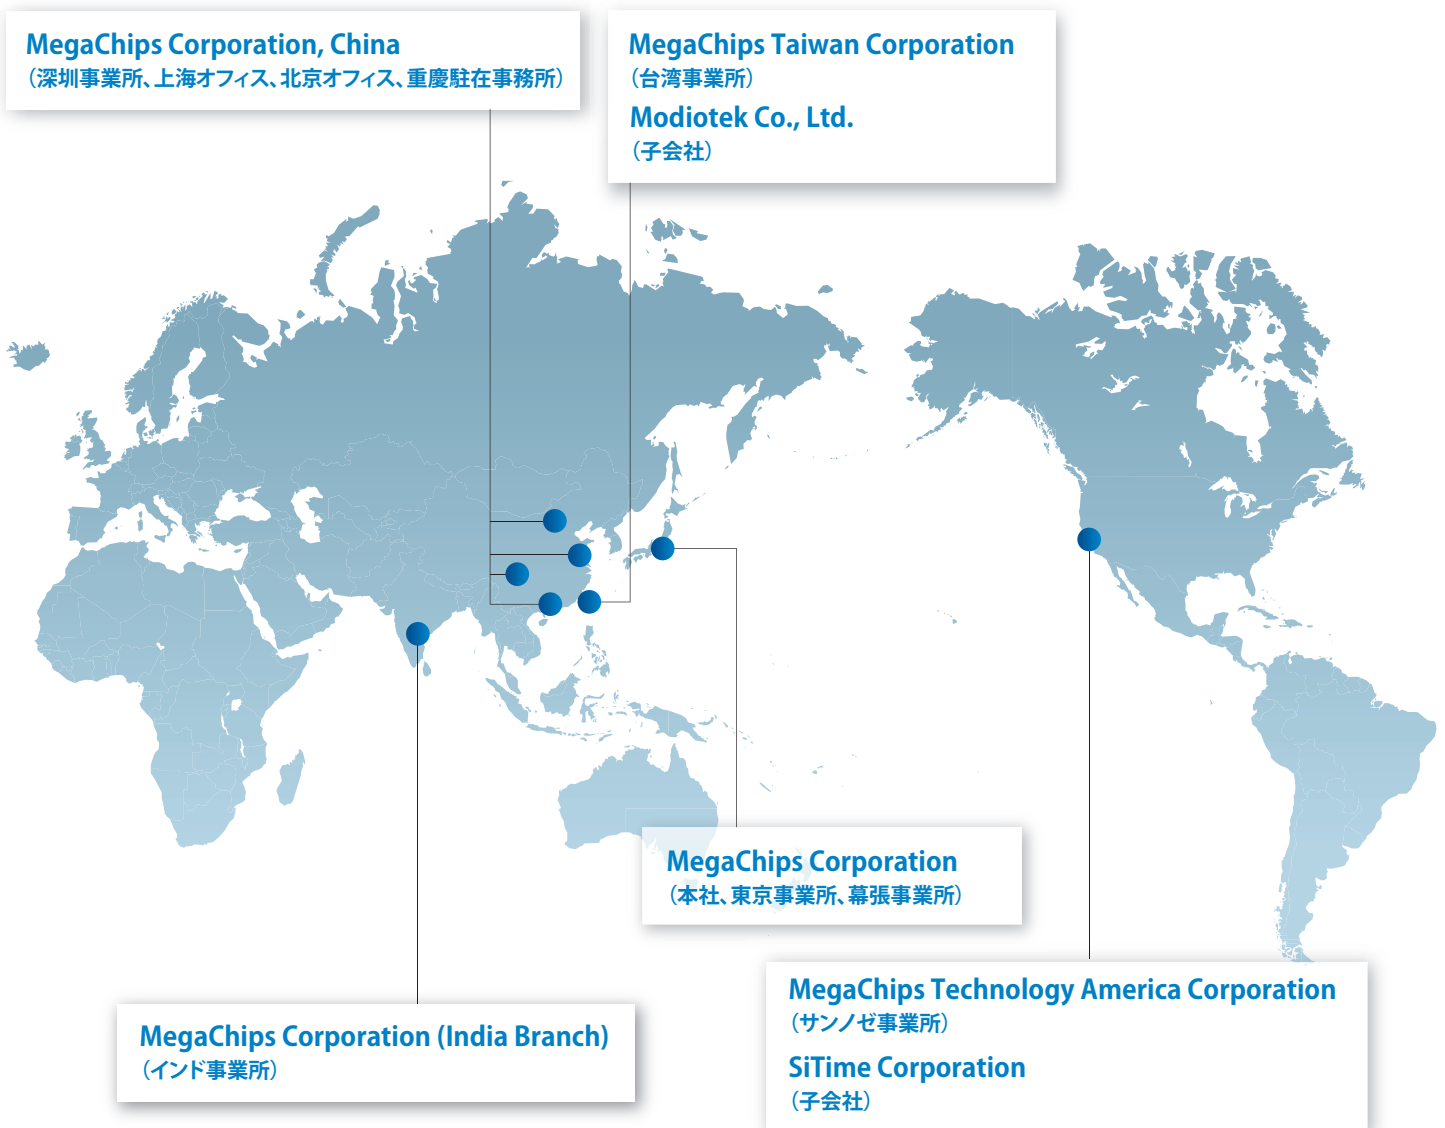 MegaChips Corporation, China
（深圳事業所、上海オフィス、北京オフィス、重慶駐在事務所）
MegaChips Taiwan Corporation
（台湾事業所）
Modiotek Co., Ltd.
（子会社）
MegaChips Corporation
（本社、東京事業所、幕張事業所）
MegaChips Technology America Corporation
（サンノゼ事業所）
SiTime Corporation
（子会社）
MegaChips Corporation (India Branch)
（インド事業所）